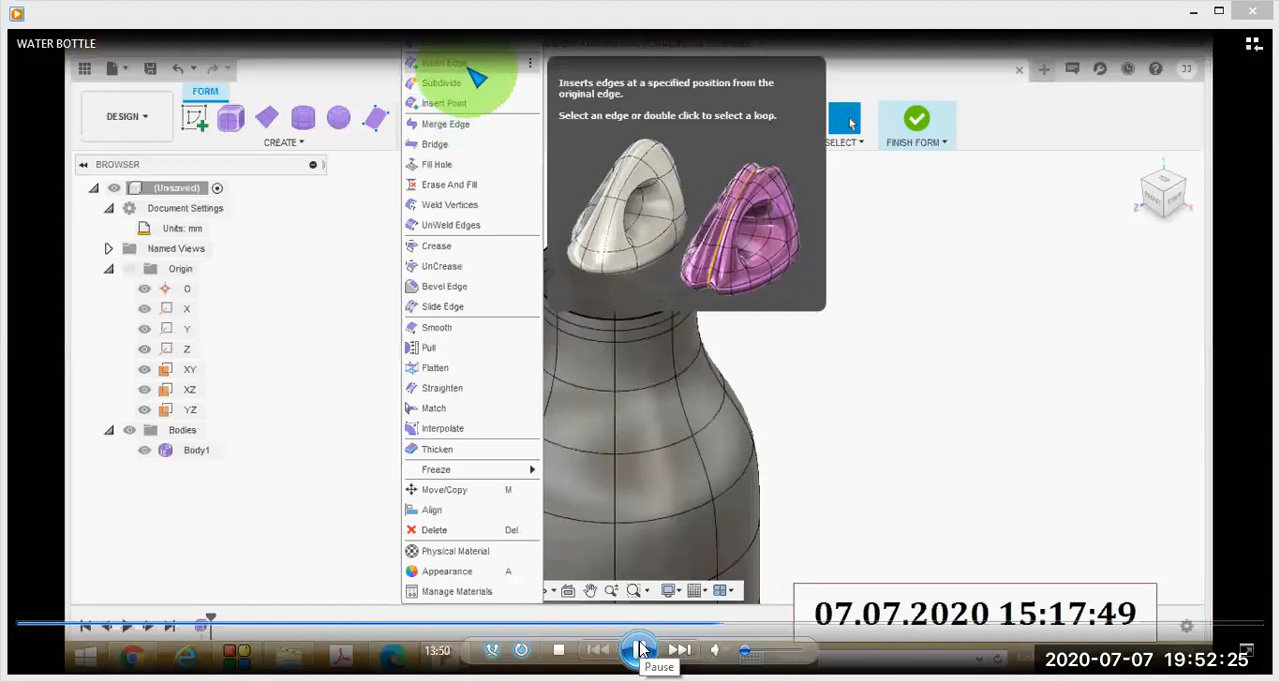 WATER BOTTLE
Insert Edge
Subdivide
Insert Point
Merge Edge
Bridge
Fill Hole
Erase And Fill
Weld Vertices
UnWeld Edges
Crease
UnCrease
Bevel Edge
Slide Edge
Smooth
Pull
Flatten
Straighten
Match
Interpolate
Thicken
Freeze
Move/Copy M
Align
Delete Del
Physical Material
Appearance A
Manage Materials
Inserts edges at a specified position from the
original edge.
Select an edge or double click to select a loop.
FORM
DESIGN
CREATE
SELECT
FINISH FORM
JJ
TOP
BROWSER
(Unsaved)
Document Settings
Units: mm
Named Views
Origin
O
X
Y
Z
XY
XZ
YZ
Bodies
Body1
Z
X
07.07.2020 15:17:49
13:50
Pause
2020-07-07 19:52:25